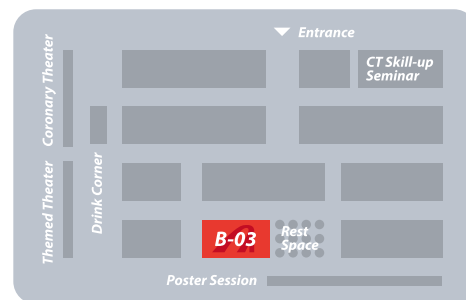 Entrance
CT Skill-up
Seminar
Coronary Theater
Drink Corner
Themed Theater
B-03
Rest
Space
Poster Session